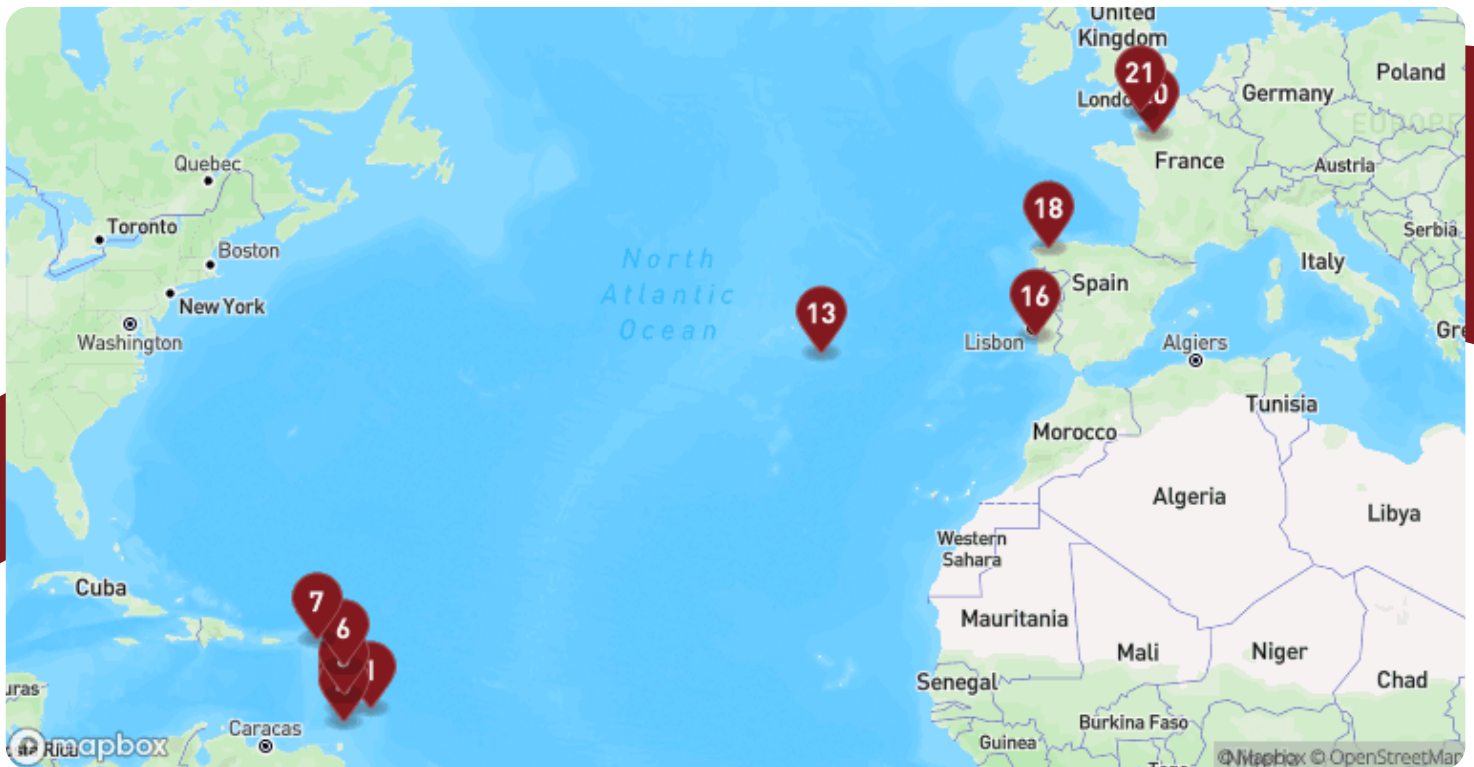 United
Kingdom
21
Poland
Germany
EUROPE
Quebec
France
Austria
18
Toronto
Serbia
Boston
North
Atlantic
Ocean
Italy
Spain
16
New York
13
Washington
Lisbon
Algiers
Tunisia
Morocco
Algeria
Libya
Western
Sahara
Cuba
7
6
Mauritania
Mali
Niger
Chad
Senegal
Burkina Faso
Caracas
Guinea
mapbox
© Mapbox © OpenStreetMap